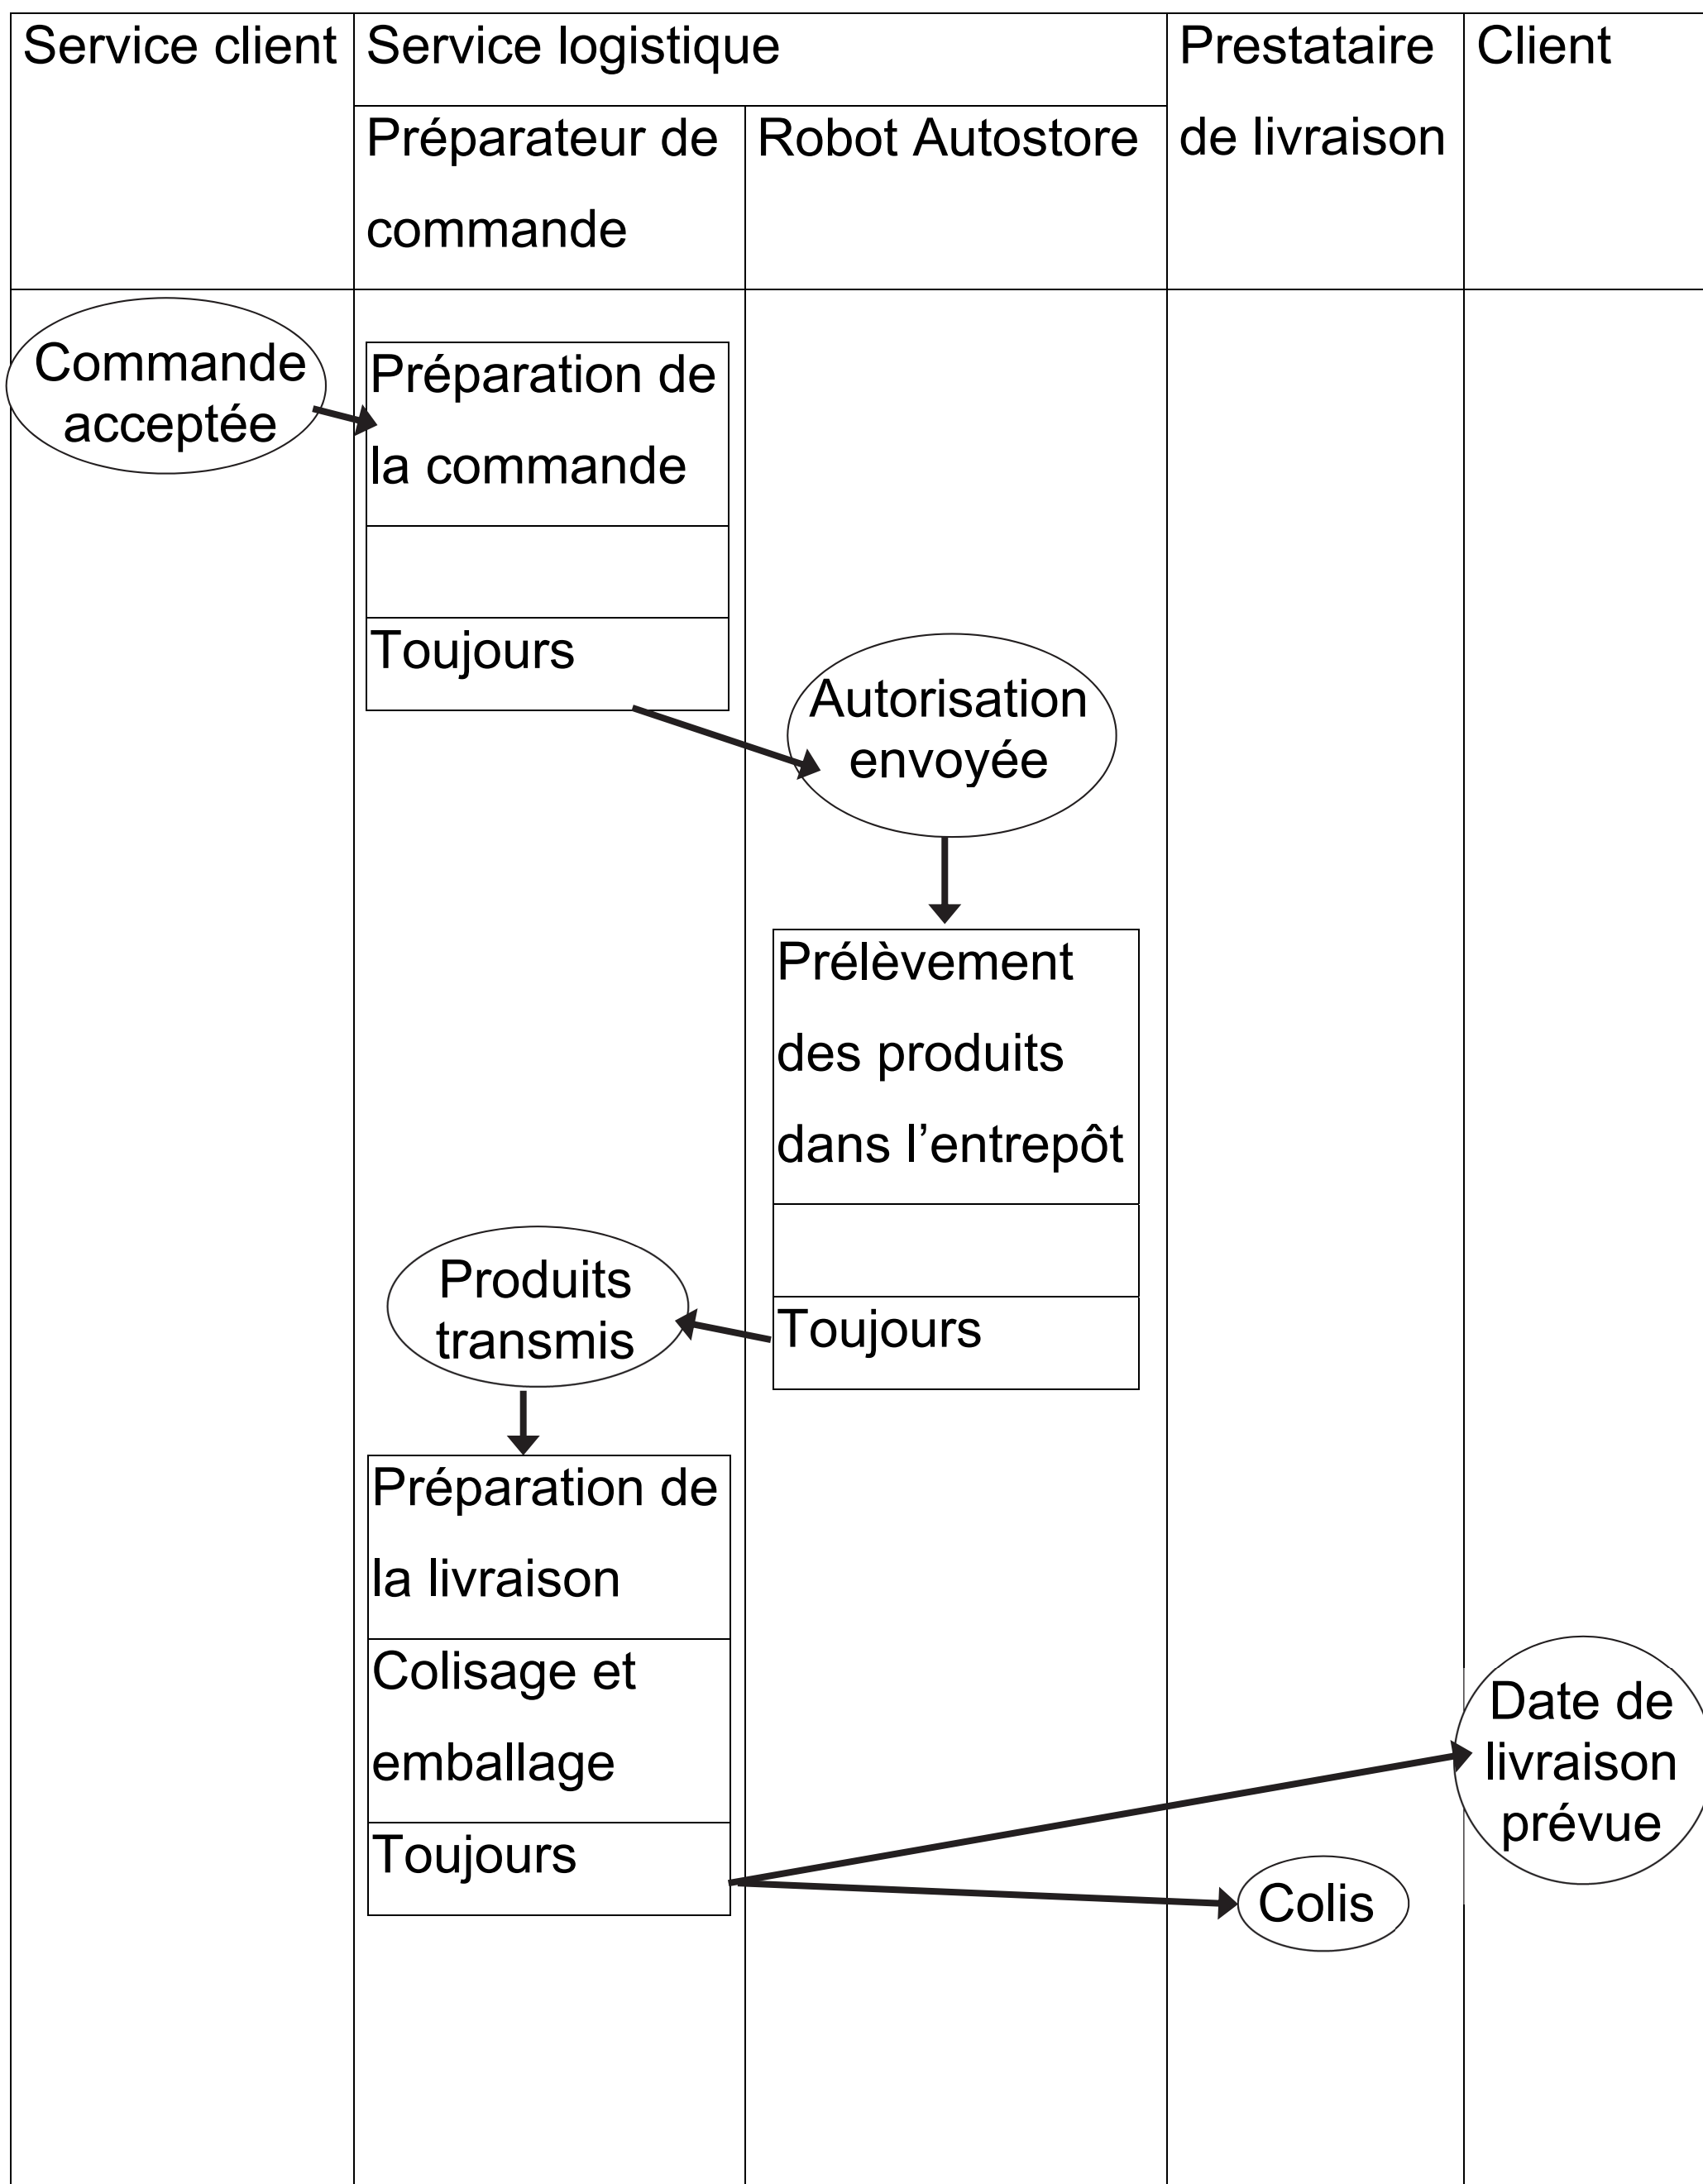 Service client
Service logistique
Prestataire
de livraison
Client
Préparateur de
commande
Robot Autostore
Commande
acceptée
Préparation de
la commande
Toujours
Autorisation
envoyée
Prélèvement
des produits
dans l’entrepôt
Toujours
Produits
transmis
Préparation de
la livraison
Colisage et
emballage
Toujours
Date de
livraison
prévue
Colis